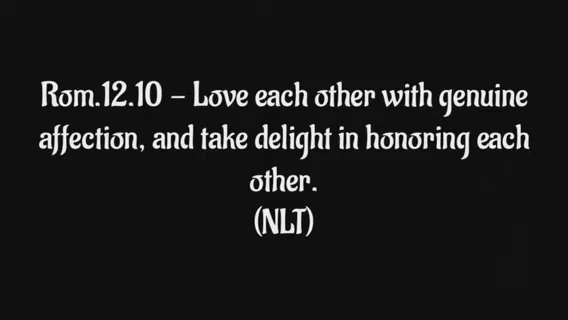 Rom.12.10 – Love each other with genuine
affection, and take delight in honoring each
other.
(NLT)